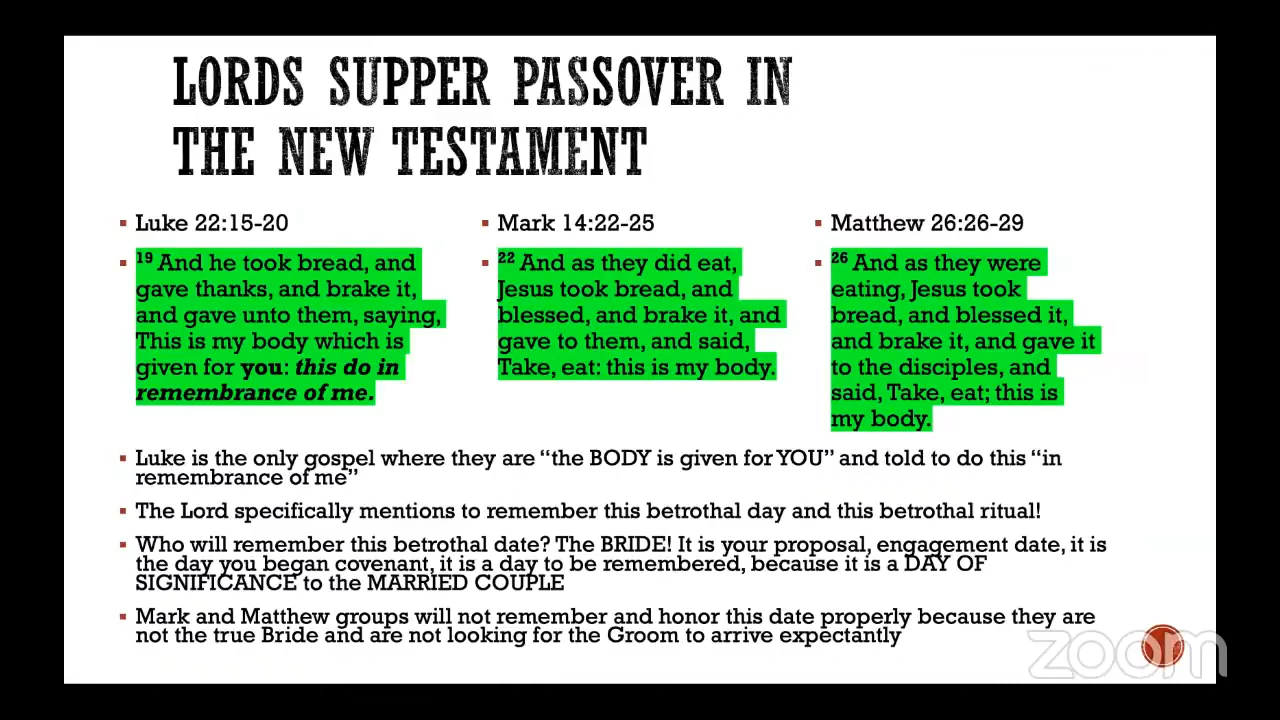 LORDS SUPPER PASSOVER IN
THE NEW TESTAMENT
Luke 22:15-20
19 And he took bread, and
gave thanks, and brake it,
and gave unto them, saying,
This is my body which is
given for you: this do in
remembrance of me.
Mark 14:22-25
22 And as they did eat,
Jesus took bread, and
blessed, and brake it, and
gave to them, and said,
Take, eat: this is my body.
Matthew 26:26-29
26 And as they were
eating, Jesus took
bread, and blessed it,
and brake it, and gave it
to the disciples, and
said, Take, eat; this is
my body.
Luke is the only gospel where they are “the BODY is given for YOU” and told to do this “in
remembrance of me”
The Lord specifically mentions to remember this betrothal day and this betrothal ritual!
Who will remember this betrothal date? The BRIDE! It is your proposal, engagement date, it is
the day you began covenant, it is a day to be remembered, because it is a DAY OF
SIGNIFICANCE to the MARRIED COUPLE
Mark and Matthew groups will not remember and honor this date properly because they are
not the true Bride and are not looking for the Groom to arrive expectantly
zoom